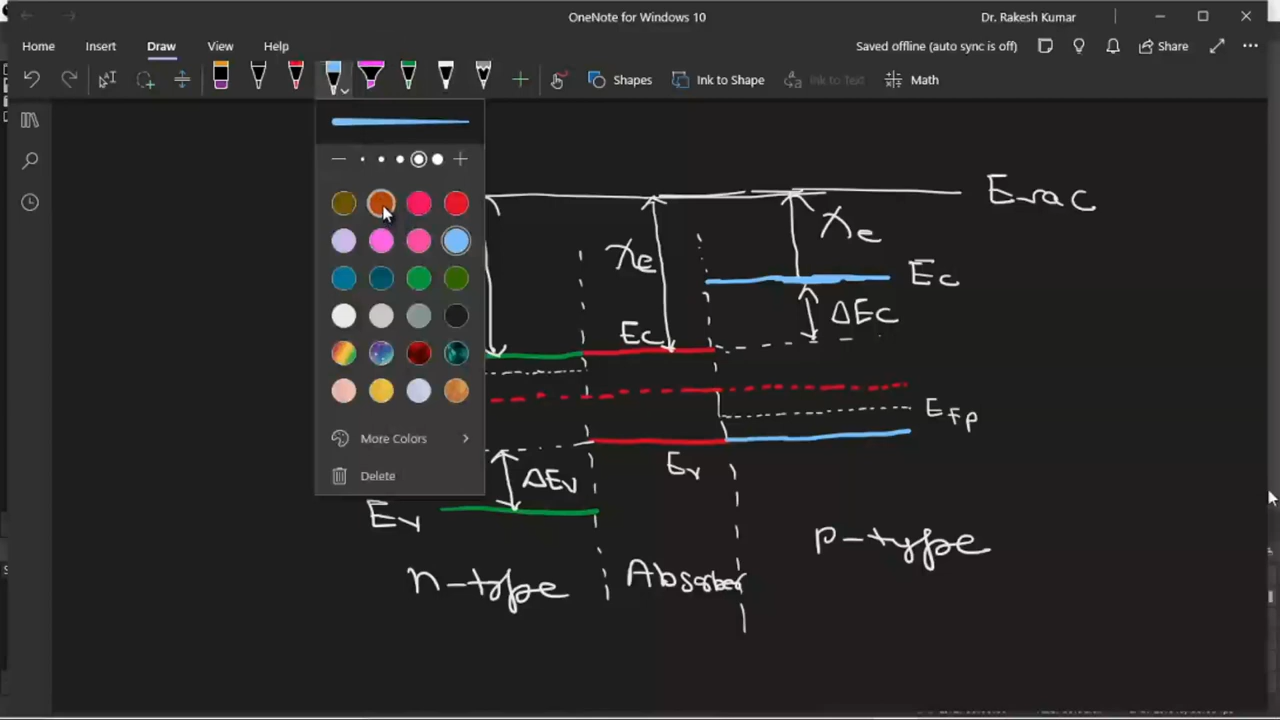 OneNote for Windows 10
Dr. Rakesh Kumar
Home Insert Draw View Help
Saved offline (auto sync is off)
Share
Shapes
Ink to Shape
Ink to Text
Math
Evac
χe
χe
Ec
Ec
ΔEc
Efp
More Colors
Delete
Ev
ΔEv
Ev
n-type
Absorber
P-type